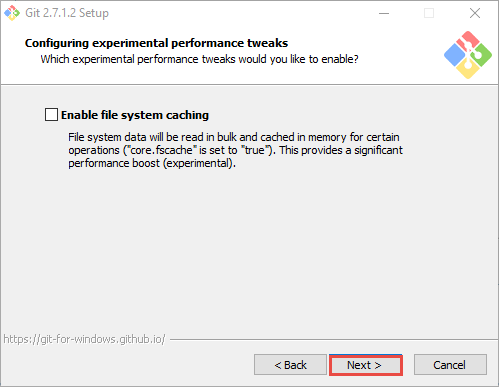 Git 2.7.1.2 Setup
Configuring experimental performance tweaks
Which experimental performance tweaks would you like to enable?
Enable file system caching
File system data will be read in bulk and cached in memory for certain
operations ("core.fscache" is set to "true"). This provides a significant
performance boost (experimental).
https://git-for-windows.github.io/
< Back Next > Cancel